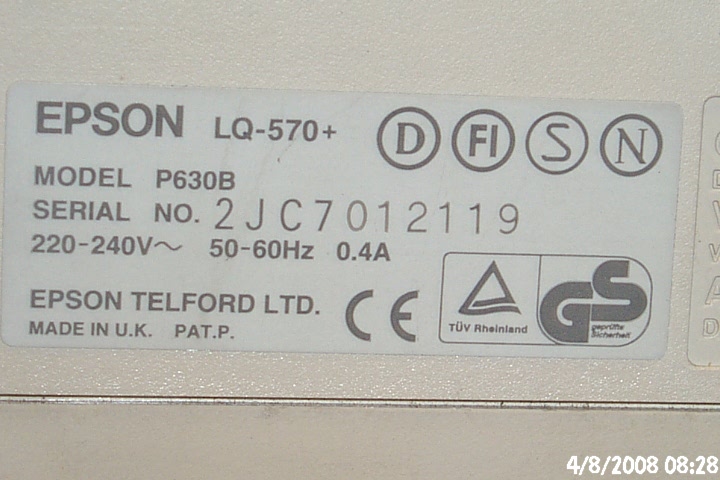 EPSON LQ-570+ D FI S N
MODEL P630B
SERIAL NO. 2JC7012119
220-240V~ 50-60Hz 0.4A
EPSON TELFORD LTD. CE
MADE IN U.K. PAT.P.
TÜV Rheinland
GS
geprüfte
Sicherheit
4/8/2008 08:28